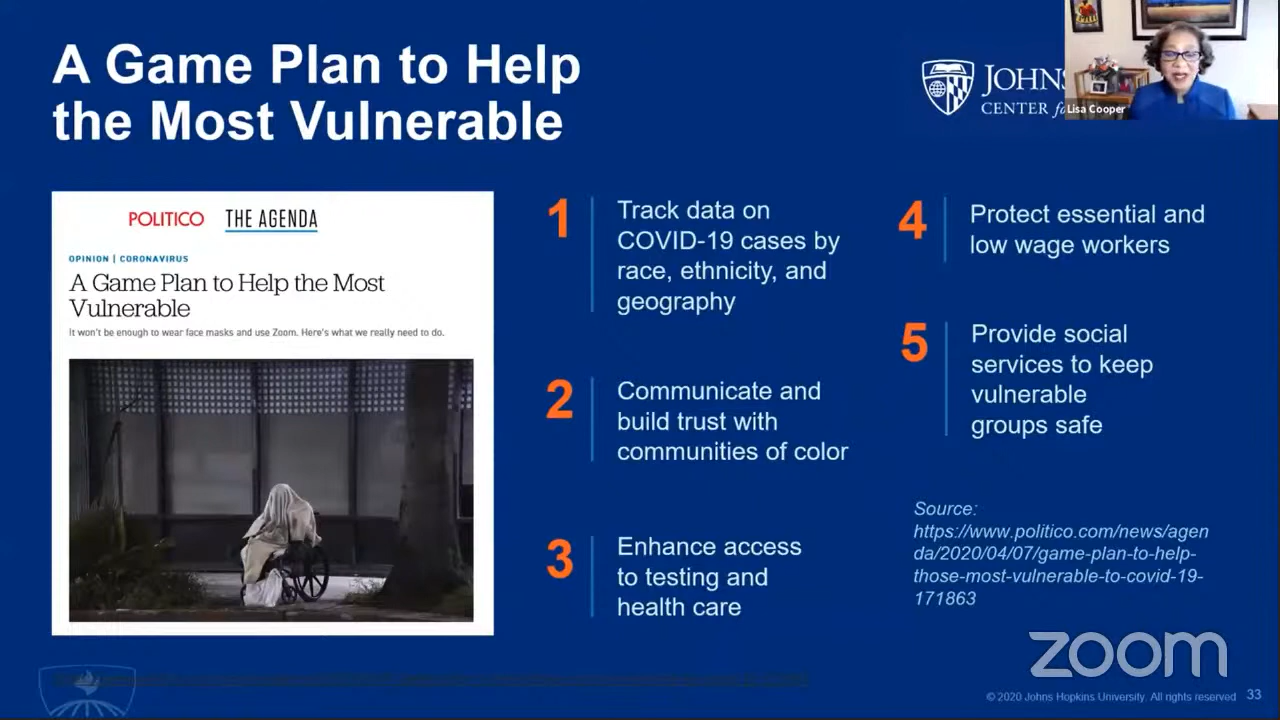 A Game Plan to Help
the Most Vulnerable
JOHNS
CENTER for
Lisa Cooper
POLITICO THE AGENDA
OPINION | CORONAVIRUS
A Game Plan to Help the Most
Vulnerable
It won't be enough to wear face masks and use Zoom. Here's what we really need to do.
1
Track data on
COVID-19 cases by
race, ethnicity, and
geography
2
Communicate and
build trust with
communities of color
3
Enhance access
to testing and
health care
4
Protect essential and
low wage workers
5
Provide social
services to keep
vulnerable
groups safe
Source:
https://www.politico.com/news/agen
da/2020/04/07/game-plan-to-help-
those-most-vulnerable-to-covid-19-
171863
zoom
© 2020 Johns Hopkins University. All rights reserved 33